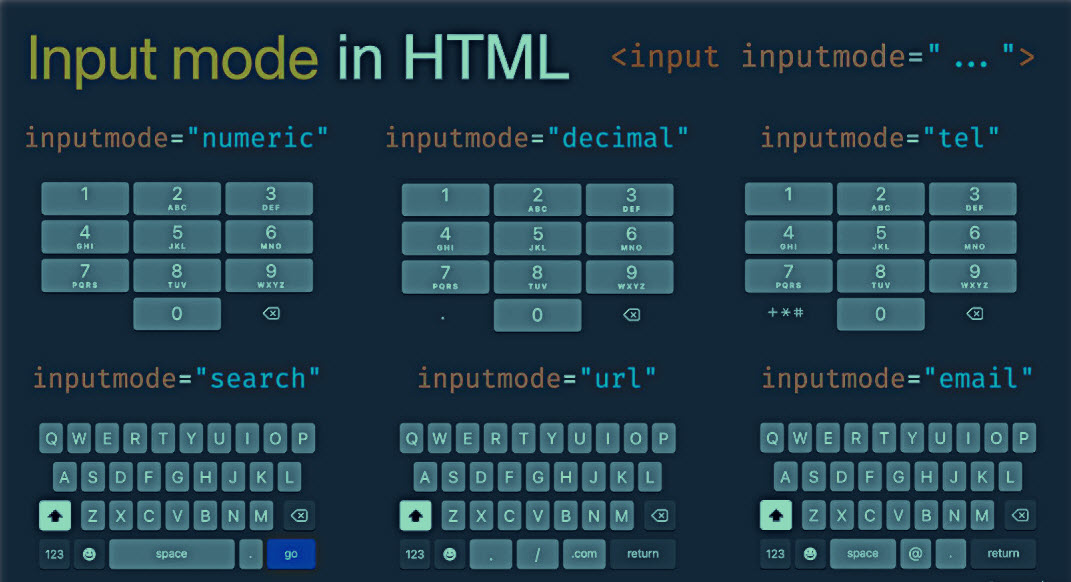 Input mode in HTML <input inputmode="...">
inputmode="numeric" inputmode="decimal" inputmode="tel"
1 2 3 1 2 3 1 2 3
ABC DEF ABC DEF ABC DEF
4 5 6 4 5 6 4 5 6
GHI JKL MNO GHI JKL MNO GHI JKL MNO
7 8 9 7 8 9 7 8 9
PQRS TUV WXYZ PQRS TUV WXYZ PQRS TUV WXYZ
0 . 0 +*# 0
inputmode="search" inputmode="url" inputmode="email"
Q W E R T Y U I O P Q W E R T Y U I O P Q W E R T Y U I O P
A S D F G H J K L A S D F G H J K L A S D F G H J K L
Z X C V B N M Z X C V B N M Z X C V B N M
123 space . go 123 . / .com return 123 space @ . return